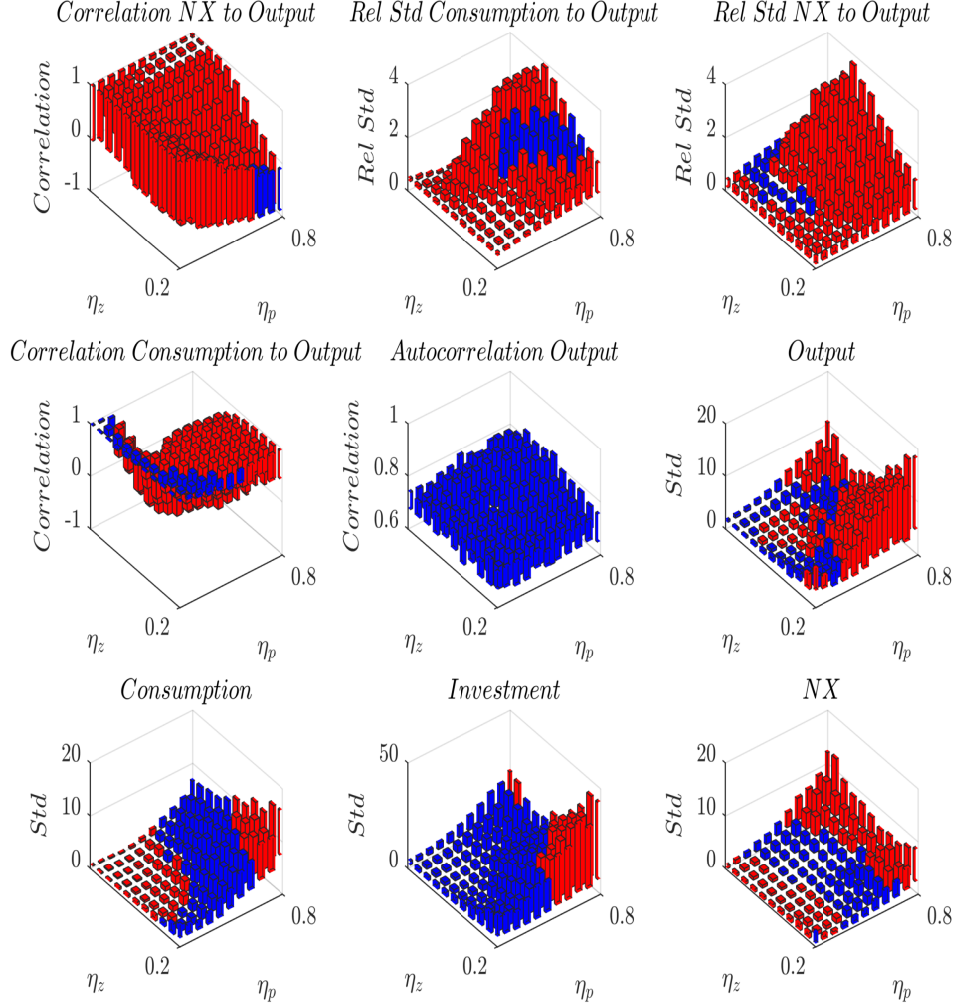 Correlation NX to Output
Rel Std Consumption to Output
Rel Std NX to Output
Correlation
1
0
-1
0.2
0.8
η_z
η_p
Rel Std
4
2
0
0.2
0.8
η_z
η_p
Rel Std
4
2
0
0.2
0.8
η_z
η_p
Correlation Consumption to Output
Autocorrelation Output
Output
Correlation
1
0
-1
0.2
0.8
η_z
η_p
Correlation
1
0.8
0.6
0.2
0.8
η_z
η_p
Std
20
10
0
0.2
0.8
η_z
η_p
Consumption
Investment
NX
Std
20
10
0
0.2
0.8
η_z
η_p
Std
50
0
0.2
0.8
η_z
η_p
Std
20
10
0
0.2
0.8
η_z
η_p